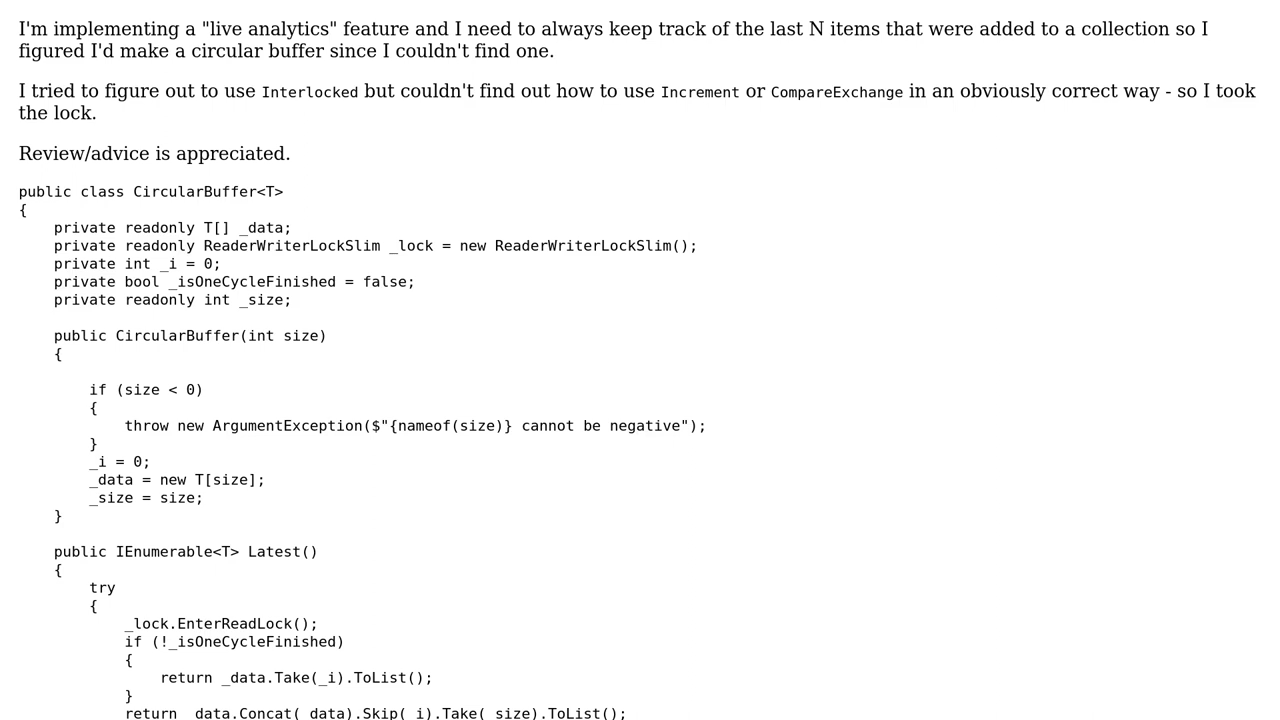 I'm implementing a "live analytics" feature and I need to always keep track of the last N items that were added to a collection so I
figured I'd make a circular buffer since I couldn't find one.
I tried to figure out to use Interlocked but couldn't find out how to use Increment or CompareExchange in an obviously correct way - so I took
the lock.
Review/advice is appreciated.
public class CircularBuffer<T>
{
    private readonly T[] _data;
    private readonly ReaderWriterLockSlim _lock = new ReaderWriterLockSlim();
    private int _i = 0;
    private bool _isOneCycleFinished = false;
    private readonly int _size;
    public CircularBuffer(int size)
    {
        if (size < 0)
        {
            throw new ArgumentException($"{nameof(size)} cannot be negative");
        }
        _i = 0;
        _data = new T[size];
        _size = size;
    }
    public IEnumerable<T> Latest()
    {
        try
        {
            _lock.EnterReadLock();
            if (!_isOneCycleFinished)
            {
                return _data.Take(_i).ToList();
            }
            return _data.Concat(_data).Skip(_i).Take(_size).ToList();